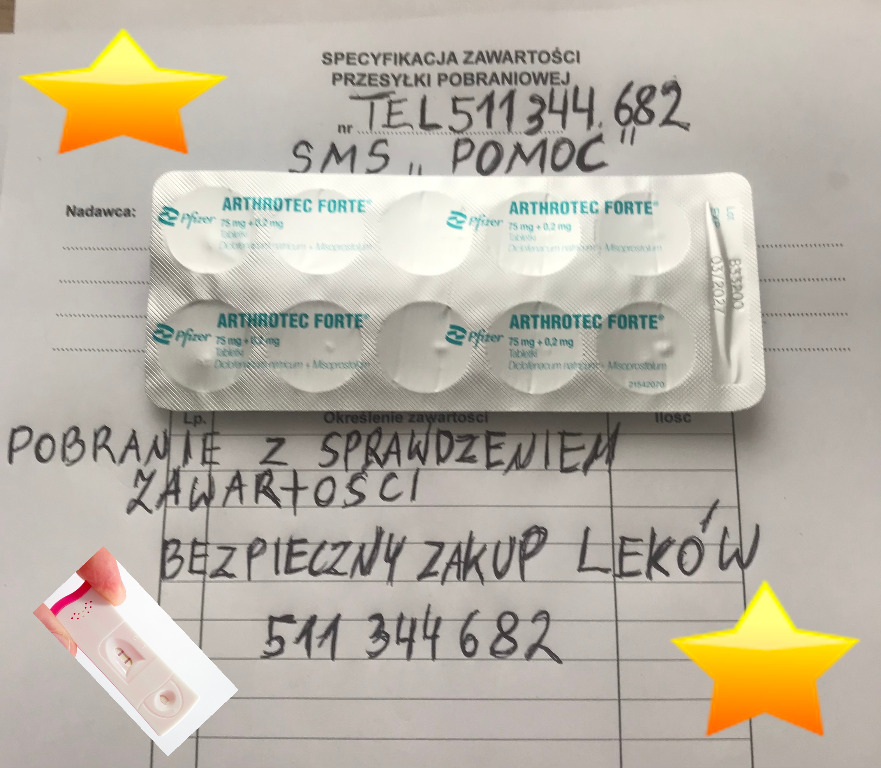 SPECYFIKACJA ZAWARTOŚCI
PRZESYŁKI POBRANIOWEJ
nr TEL 511 344.682
SMS „POMOC"
Nadawca:
Pfizer ARTHROTEC FORTE® Pfizer ARTHROTEC FORTE®
75 mg + 0,2 mg 75 mg + 0,2 mg
Tabletki Tabletki
Diclofenacum natricum + Misoprostolum Diclofenacum natricum + Misoprostolum
03/2027
Pfizer ARTHROTEC FORTE® Pfizer ARTHROTEC FORTE®
75 mg + 0,2 mg 75 mg + 0,2 mg
Tabletki Tabletki
Diclofenacum natricum + Misoprostolum Diclofenacum natricum + Misoprostolum
Lp. Określenie zawartości Ilość
POBRANIE Z SPRAWDZENIEM
ZAWARTOŚCI
BEZPIECZNY ZAKUP LEKÓW
511 344 682